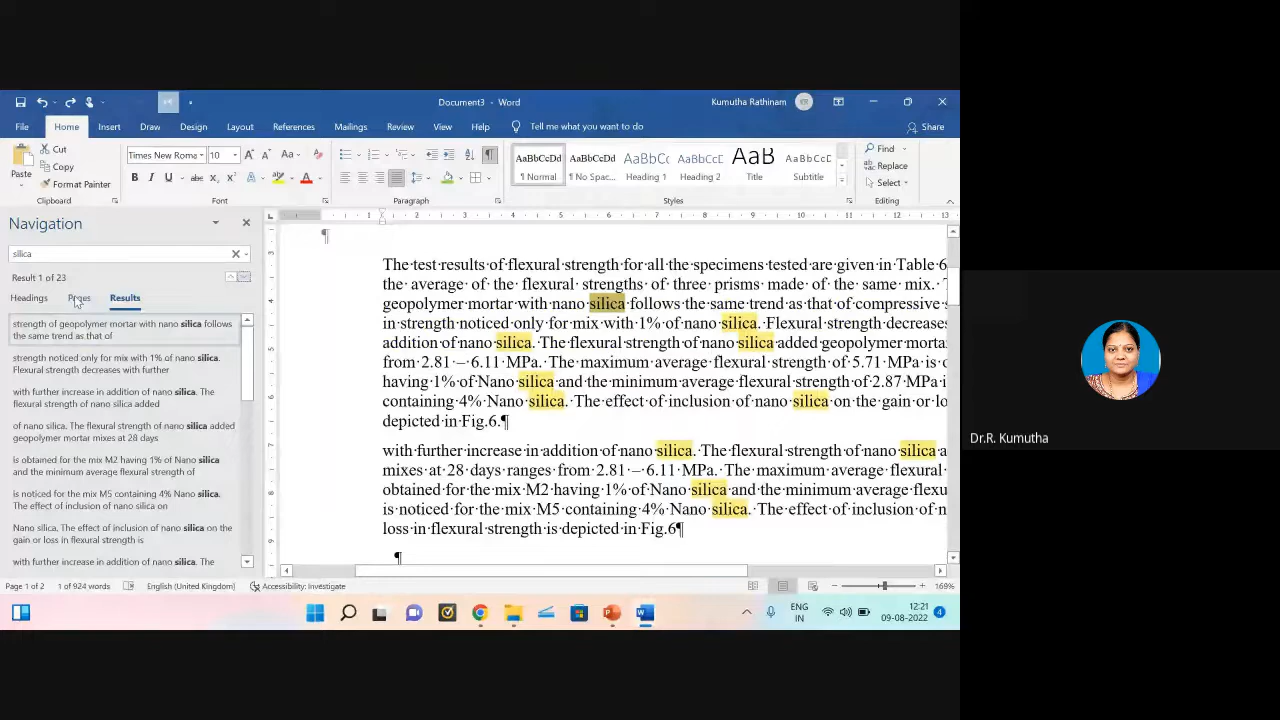 Document3 - Word
Kumutha Rathinam
KR
File Home Insert Draw Design Layout References Mailings Review View Help Tell me what you want to do
Share
Paste
Cut
Copy
Format Painter
Times New Roma 10
AaBbCcDd AaBbCcDd AaBbCc AaBbCcE AaB AaBbCcD
¶ Normal ¶ No Spac... Heading 1 Heading 2 Title Subtitle
Find
Replace
Select
Clipboard Font Paragraph Styles Editing
Navigation
silica
Result 1 of 23
Headings Pages Results
strength of geopolymer mortar with nano silica follows
the same trend as that of
strength noticed only for mix with 1% of nano silica.
Flexural strength decreases with further
with further increase in addition of nano silica. The
flexural strength of nano silica added
of nano silica. The flexural strength of nano silica added
geopolymer mortar mixes at 28 days
is obtained for the mix M2 having 1% of Nano silica
and the minimum average flexural strength of
is noticed for the mix M5 containing 4% Nano silica.
The effect of inclusion of nano silica on
Nano silica. The effect of inclusion of nano silica on the
gain or loss in flexural strength is
with further increase in addition of nano silica. The
1 1 2 3 4 5 6 7 8 9 10 11 12 13
¶
The·test·results·of·flexural·strength·for·all·the·specimens·tested·are·given·in·Table·6
the·average·of·the·flexural·strengths·of·three·prisms·made·of·the·same·mix.·T
geopolymer·mortar·with·nano·silica·follows·the·same·trend·as·that·of·compressive·s
in·strength·noticed·only·for·mix·with·1%·of·nano·silica.·Flexural·strength·decreases
addition·of·nano·silica.·The·flexural·strength·of·nano·silica·added·geopolymer·morta
from·2.81·–·6.11·MPa.·The·maximum·average·flexural·strength·of·5.71·MPa·is·o
having·1%·of·Nano·silica·and·the·minimum·average·flexural·strength·of·2.87·MPa·i
containing·4%·Nano·silica.·The·effect·of·inclusion·of·nano·silica·on·the·gain·or·lo
depicted·in·Fig.6.¶
with·further·increase·in·addition·of·nano·silica.·The·flexural·strength·of·nano·silica·a
mixes·at·28·days·ranges·from·2.81·–·6.11·MPa.·The·maximum·average·flexural·
obtained·for·the·mix·M2·having·1%·of·Nano·silica·and·the·minimum·average·flexu
is·noticed·for·the·mix·M5·containing·4%·Nano·silica.·The·effect·of·inclusion·of·n
loss·in·flexural·strength·is·depicted·in·Fig.6¶
¶
Page 1 of 2 1 of 924 words English (United Kingdom) Accessibility: Investigate 169%
ENG
IN
12:21
09-08-2022
4
Dr.R. Kumutha